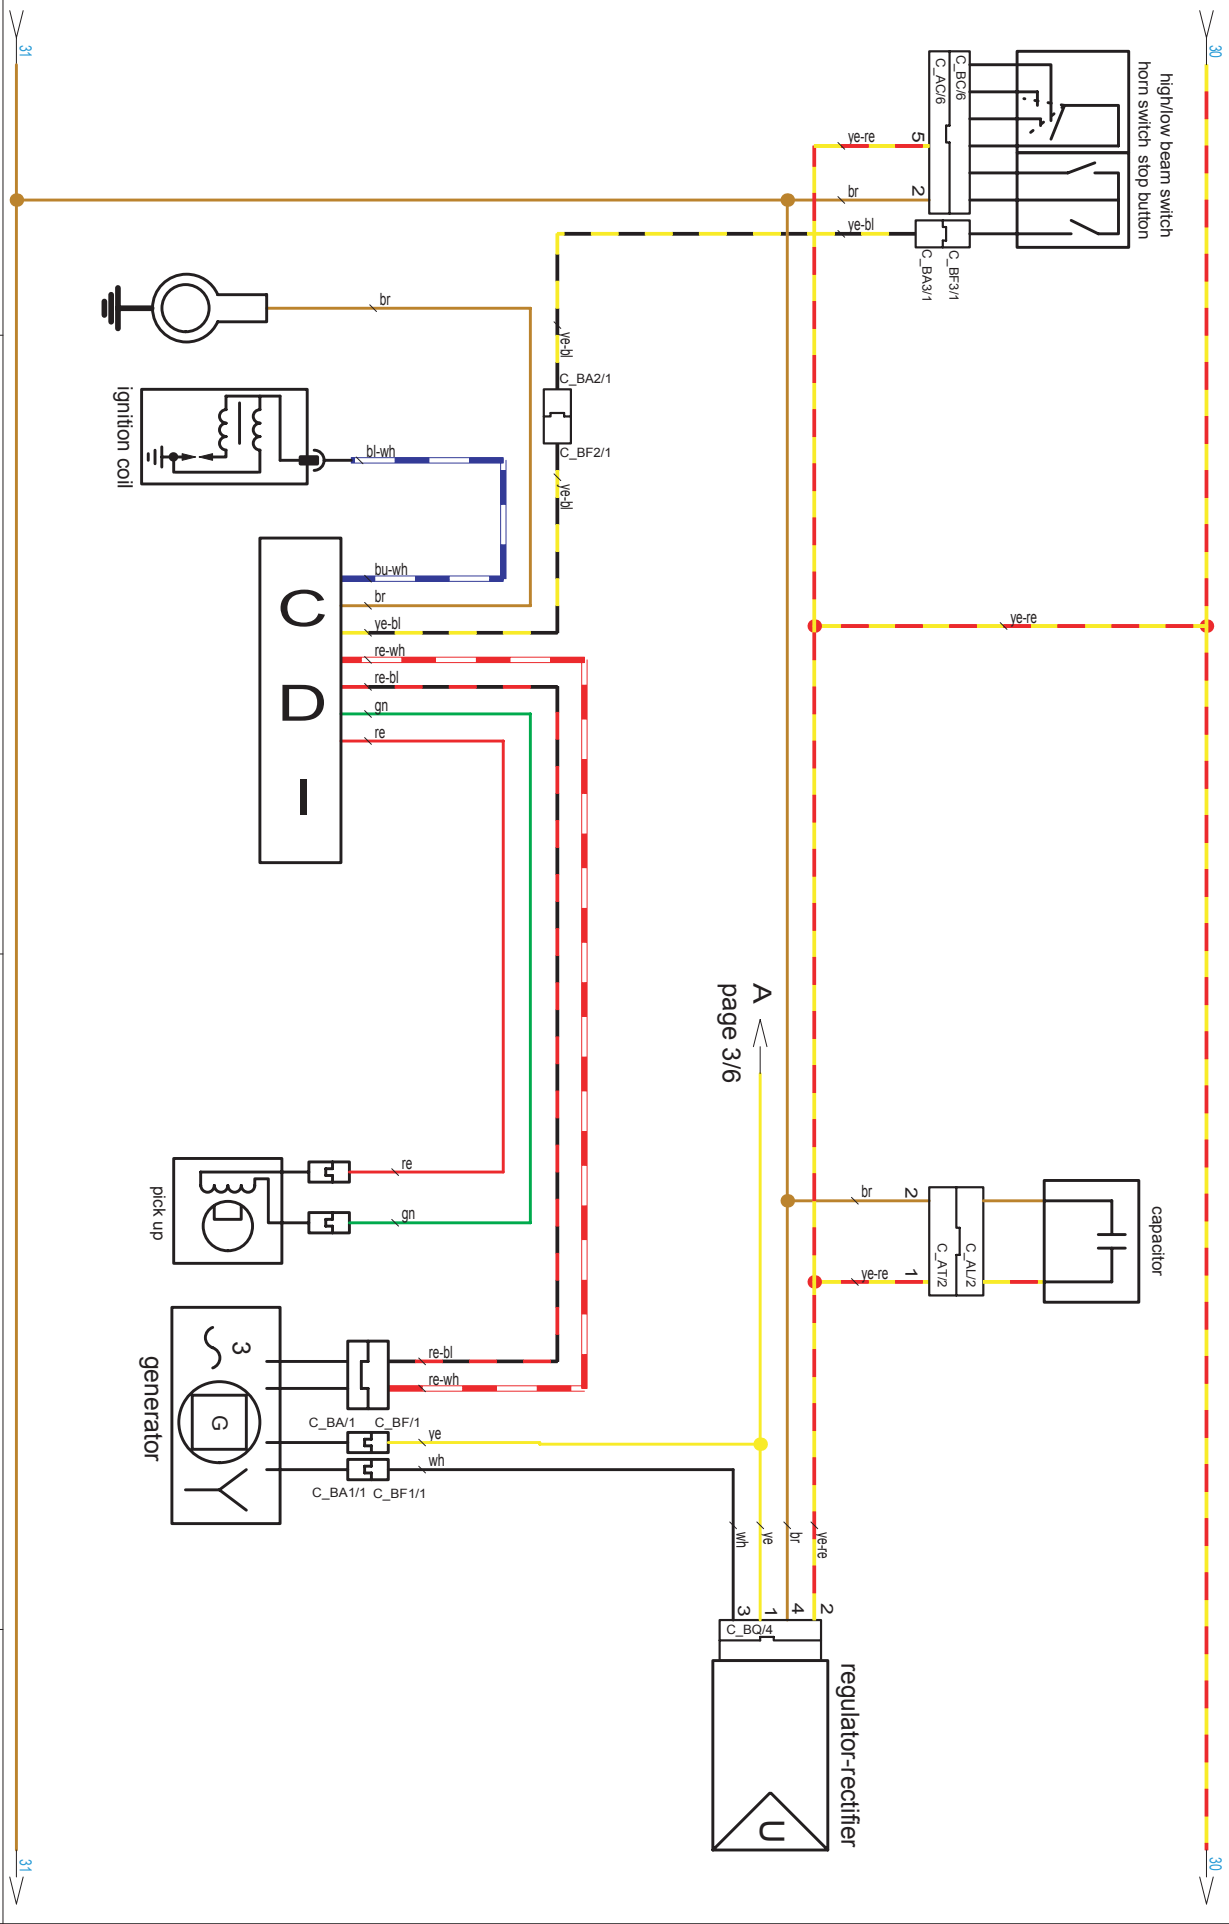 31
30
high/low beam switch
horn switch stop button
C_BC/6
C_AC/6
5
2
ye-re
br
ye-bl
C_BF3/1
C_BA3/1
br
ye-bl
C_BA2/1
C_BF2/1
ye-bl
ignition coil
bl-wh
C D I
bu-wh
br
ye-bl
re-wh
re-bl
gn
re
ye-re
A
page 3/6
pick up
re
gn
capacitor
2
1
C_AL/2
C_AT/2
br
ye-re
generator
3
G
re-bl
re-wh
C_BA/1
C_BF/1
ye
wh
C_BA1/1
C_BF1/1
wh
ye
br
ye-re
3
1
4
2
C_BQ/4
regulator-rectifier
U
31
30